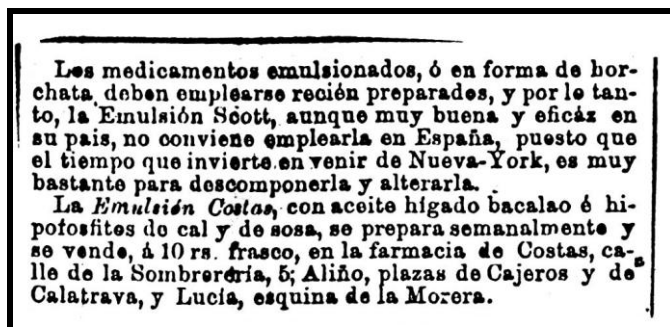 Los medicamentos emulsionados, ó en forma de hor-
chata, deben emplearse recién preparados, y por lo tan-
to, la Emulsión Scott, aunque muy buena y eficáz en
su pais, no conviene emplearla en España, puesto que
el tiempo que invierte en venir de Nueva-York, es muy
bastante para descomponerla y alterarla.
La Emulsión Costas, con aceite hígado bacalao é hi-
pofosfitos de cal y de sosa, se prepara semanalmente y
se vende, á 10 rs. frasco, en la farmacia de Costas, ca-
lle de la Sombrerería, 5; Aliño, plazas de Cajeros y de
Calatrava, y Lucía, esquina de la Morera.